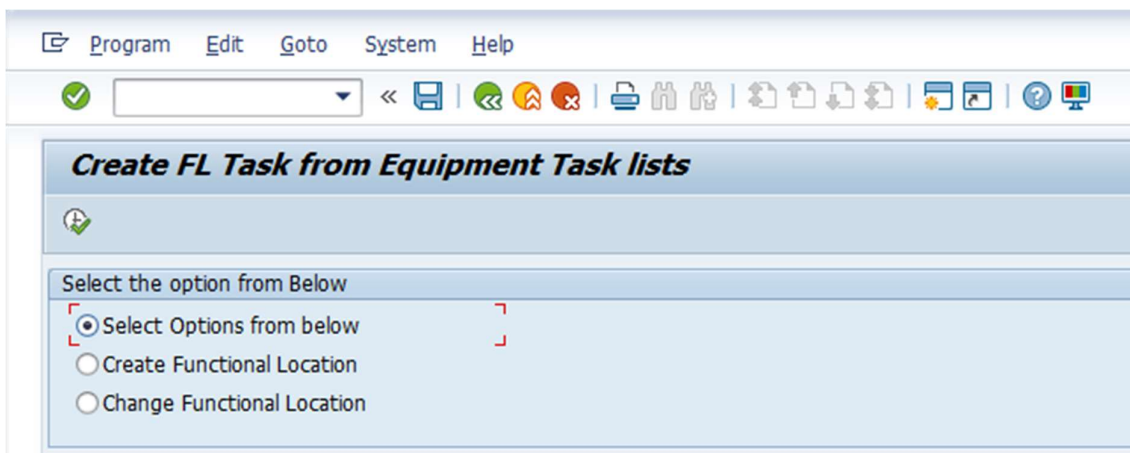 Program Edit Goto System Help
Create FL Task from Equipment Task lists
Select the option from Below
Select Options from below
Create Functional Location
Change Functional Location